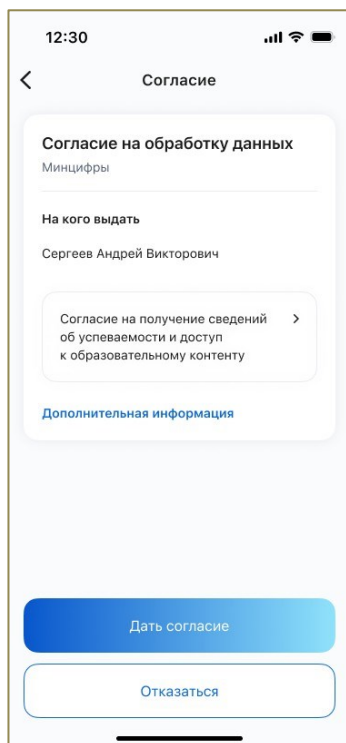 12:30
Согласие
Согласие на обработку данных
Минцифры
На кого выдать
Сергеев Андрей Викторович
Согласие на получение сведений
об успеваемости и доступ
к образовательному контенту
Дополнительная информация
Дать согласие
Отказаться